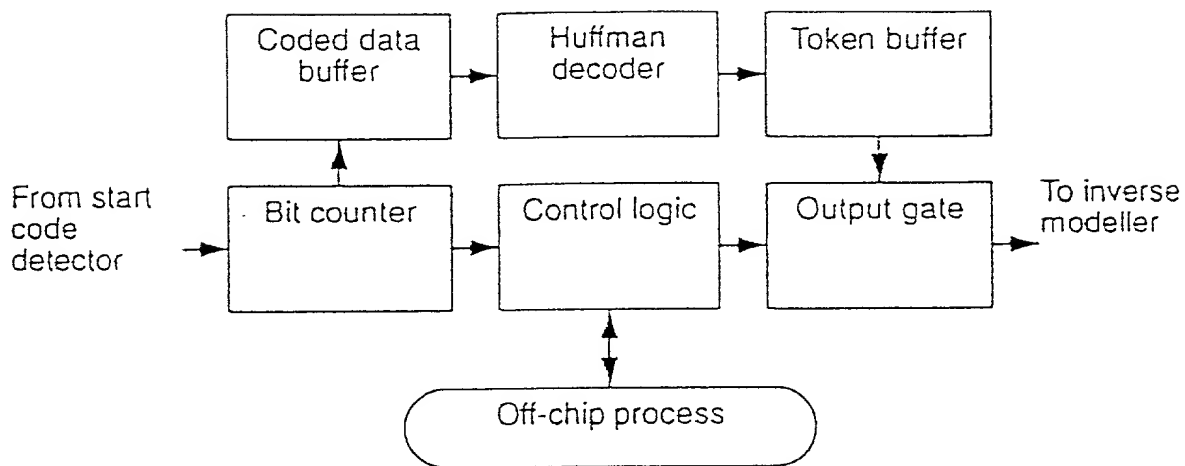 Coded data
buffer
Huffman
decoder
Token buffer
From start
code
detector
Bit counter
Control logic
Output gate
To inverse
modeller
Off-chip process